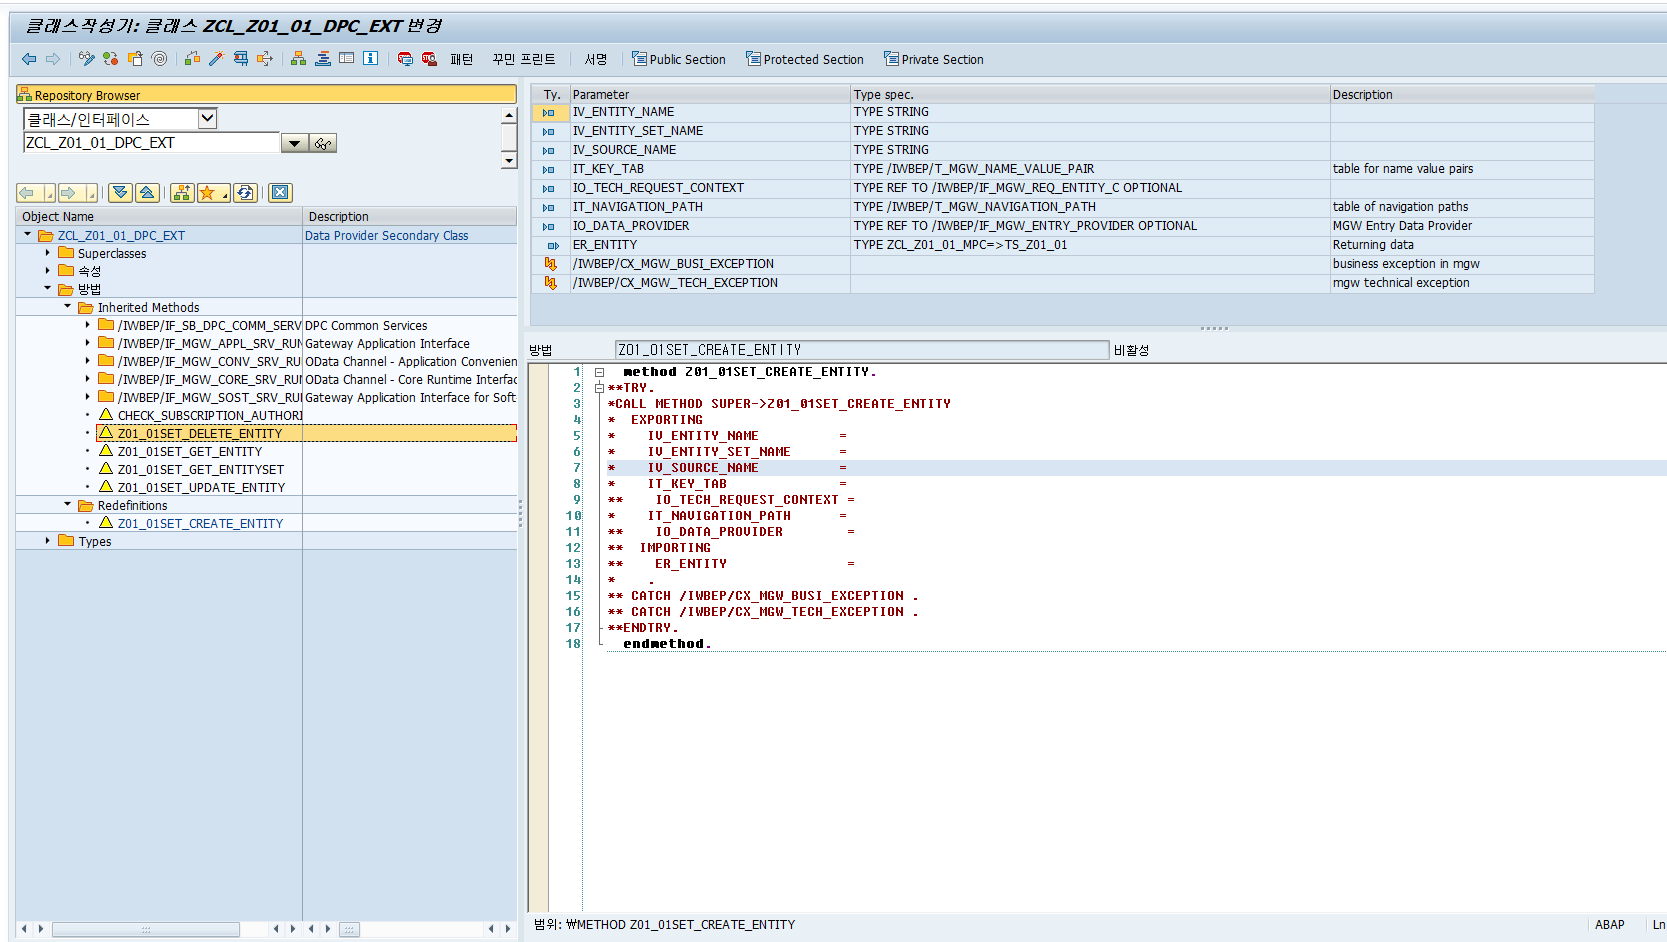 클래스작성기: 클래스 ZCL_Z01_01_DPC_EXT 변경
패턴 꾸민 프린트 서명 Public Section Protected Section Private Section
Repository Browser
클래스/인터페이스
ZCL_Z01_01_DPC_EXT
Object Name Description
ZCL_Z01_01_DPC_EXT Data Provider Secondary Class
Superclasses
속성
방법
Inherited Methods
/IWBEP/IF_SB_DPC_COMM_SERV DPC Common Services
/IWBEP/IF_MGW_APPL_SRV_RUN Gateway Application Interface
/IWBEP/IF_MGW_CONV_SRV_RUI OData Channel - Application Convenien
/IWBEP/IF_MGW_CORE_SRV_RUI OData Channel - Core Runtime Interfac
/IWBEP/IF_MGW_SOST_SRV_RUI Gateway Application Interface for Soft
CHECK_SUBSCRIPTION_AUTHORI
Z01_01SET_DELETE_ENTITY
Z01_01SET_GET_ENTITY
Z01_01SET_GET_ENTITYSET
Z01_01SET_UPDATE_ENTITY
Redefinitions
Z01_01SET_CREATE_ENTITY
Types
Ty. Parameter Type spec. Description
IV_ENTITY_NAME TYPE STRING
IV_ENTITY_SET_NAME TYPE STRING
IV_SOURCE_NAME TYPE STRING
IT_KEY_TAB TYPE /IWBEP/T_MGW_NAME_VALUE_PAIR table for name value pairs
IO_TECH_REQUEST_CONTEXT TYPE REF TO /IWBEP/IF_MGW_REQ_ENTITY_C OPTIONAL
IT_NAVIGATION_PATH TYPE /IWBEP/T_MGW_NAVIGATION_PATH table of navigation paths
IO_DATA_PROVIDER TYPE REF TO /IWBEP/IF_MGW_ENTRY_PROVIDER OPTIONAL MGW Entry Data Provider
ER_ENTITY TYPE ZCL_Z01_01_MPC=>TS_Z01_01 Returning data
/IWBEP/CX_MGW_BUSI_EXCEPTION business exception in mgw
/IWBEP/CX_MGW_TECH_EXCEPTION mgw technical exception
방법 Z01_01SET_CREATE_ENTITY 비활성
1 method Z01_01SET_CREATE_ENTITY.
2 **TRY.
3 *CALL METHOD SUPER->Z01_01SET_CREATE_ENTITY
4 * EXPORTING
5 * IV_ENTITY_NAME =
6 * IV_ENTITY_SET_NAME =
7 * IV_SOURCE_NAME =
8 * IT_KEY_TAB =
9 ** IO_TECH_REQUEST_CONTEXT =
10 * IT_NAVIGATION_PATH =
11 ** IO_DATA_PROVIDER =
12 ** IMPORTING
13 ** ER_ENTITY =
14 * .
15 ** CATCH /IWBEP/CX_MGW_BUSI_EXCEPTION .
16 ** CATCH /IWBEP/CX_MGW_TECH_EXCEPTION .
17 **ENDTRY.
18 endmethod.
범위: ₩METHOD Z01_01SET_CREATE_ENTITY ABAP Ln